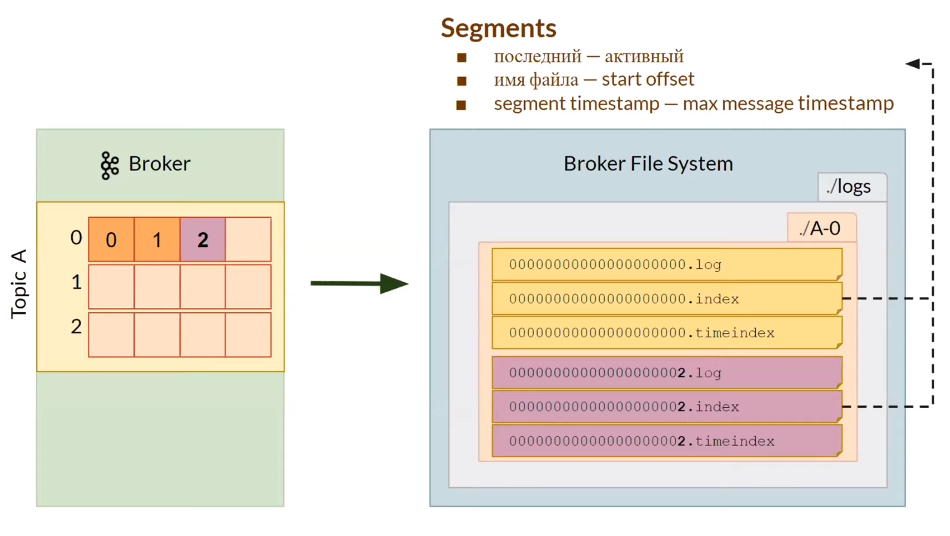 Segments
■ последний — активный
■ имя файла — start offset
■ segment timestamp — max message timestamp
Broker
Topic A
0
0 1 2
1
2
Broker File System
./logs
./A-0
00000000000000000000.log
00000000000000000000.index
00000000000000000000.timeindex
00000000000000000002.log
00000000000000000002.index
00000000000000000002.timeindex